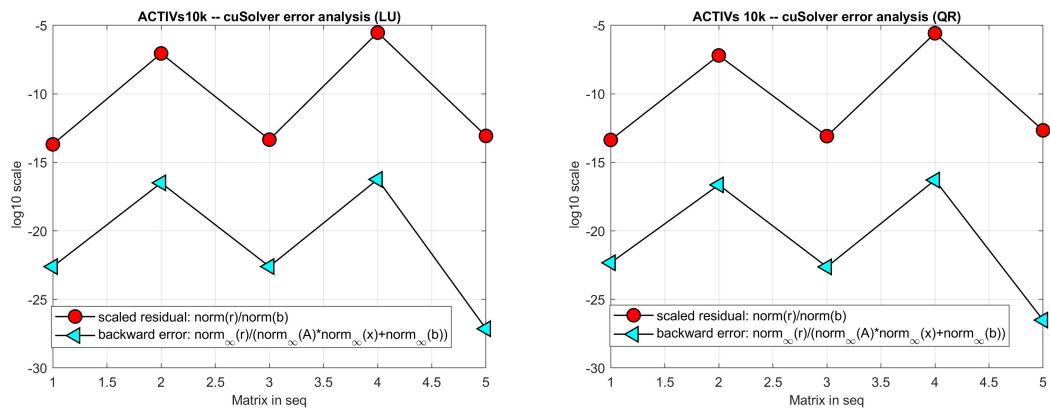 ACTIVs10k -- cuSolver error analysis (LU)
-5
-10
-15
-20
-25
-30
log10 scale
scaled residual: norm(r)/norm(b)
backward error: norm∞(r)/(norm∞(A)*norm∞(x)+norm∞(b))
1 1.5 2 2.5 3 3.5 4 4.5 5
Matrix in seq
ACTIVs 10k -- cuSolver error analysis (QR)
-5
-10
-15
-20
-25
-30
log10 scale
scaled residual: norm(r)/norm(b)
backward error: norm∞(r)/(norm∞(A)*norm∞(x)+norm∞(b))
1 1.5 2 2.5 3 3.5 4 4.5 5
Matrix in seq